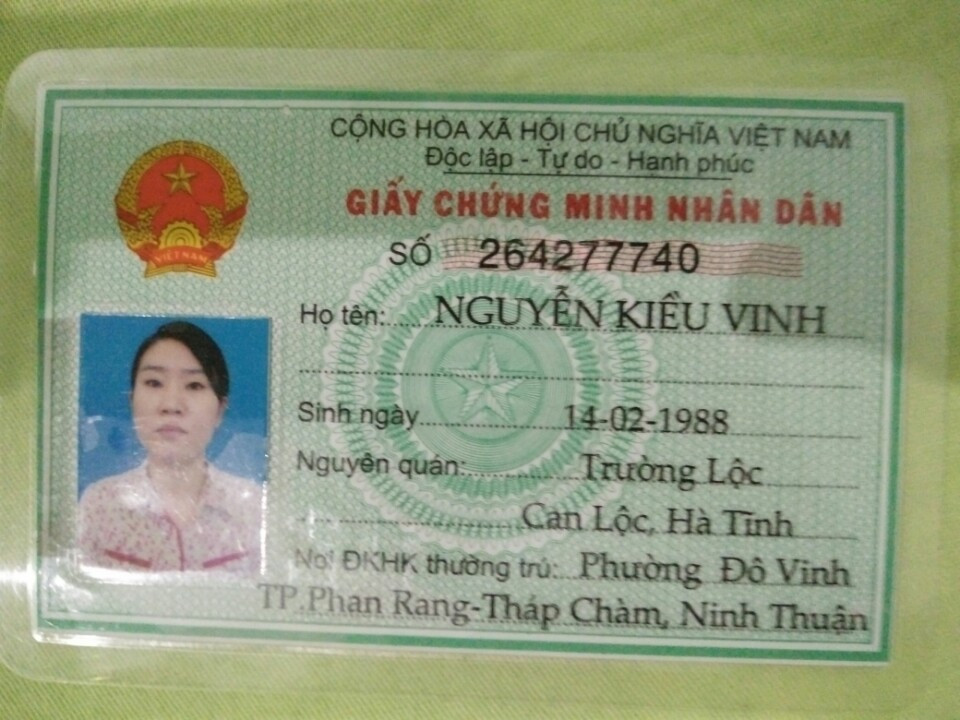 CỘNG HÒA XÃ HỘI CHỦ NGHĨA VIỆT NAM
Độc lập - Tự do - Hạnh phúc
GIẤY CHỨNG MINH NHÂN DÂN
VIỆT NAM
SỐ 264277740
Họ tên: NGUYỄN KIỀU VINH
Sinh ngày 14-02-1988
Nguyên quán: Trường Lộc
Can Lộc, Hà Tĩnh
Nơi ĐKHK thường trú: Phường Đô Vinh
TP.Phan Rang-Tháp Chàm, Ninh Thuận